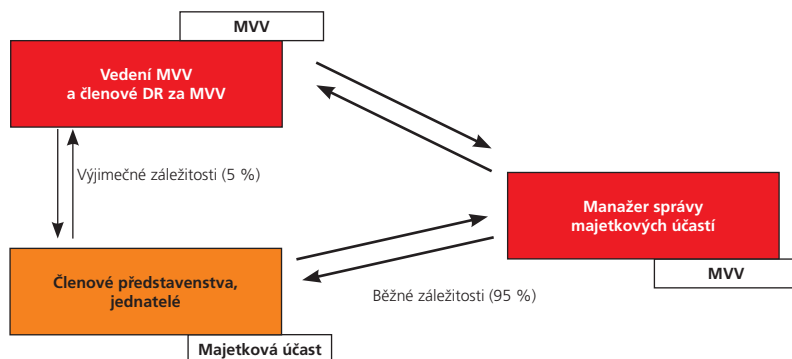 MVV
Vedení MVV
a členové DR za MVV
Výjimečné záležitosti (5 %)
Manažer správy
majetkových účastí
MVV
Členové představenstva,
jednatelé
Běžné záležitosti (95 %)
Majetková účast